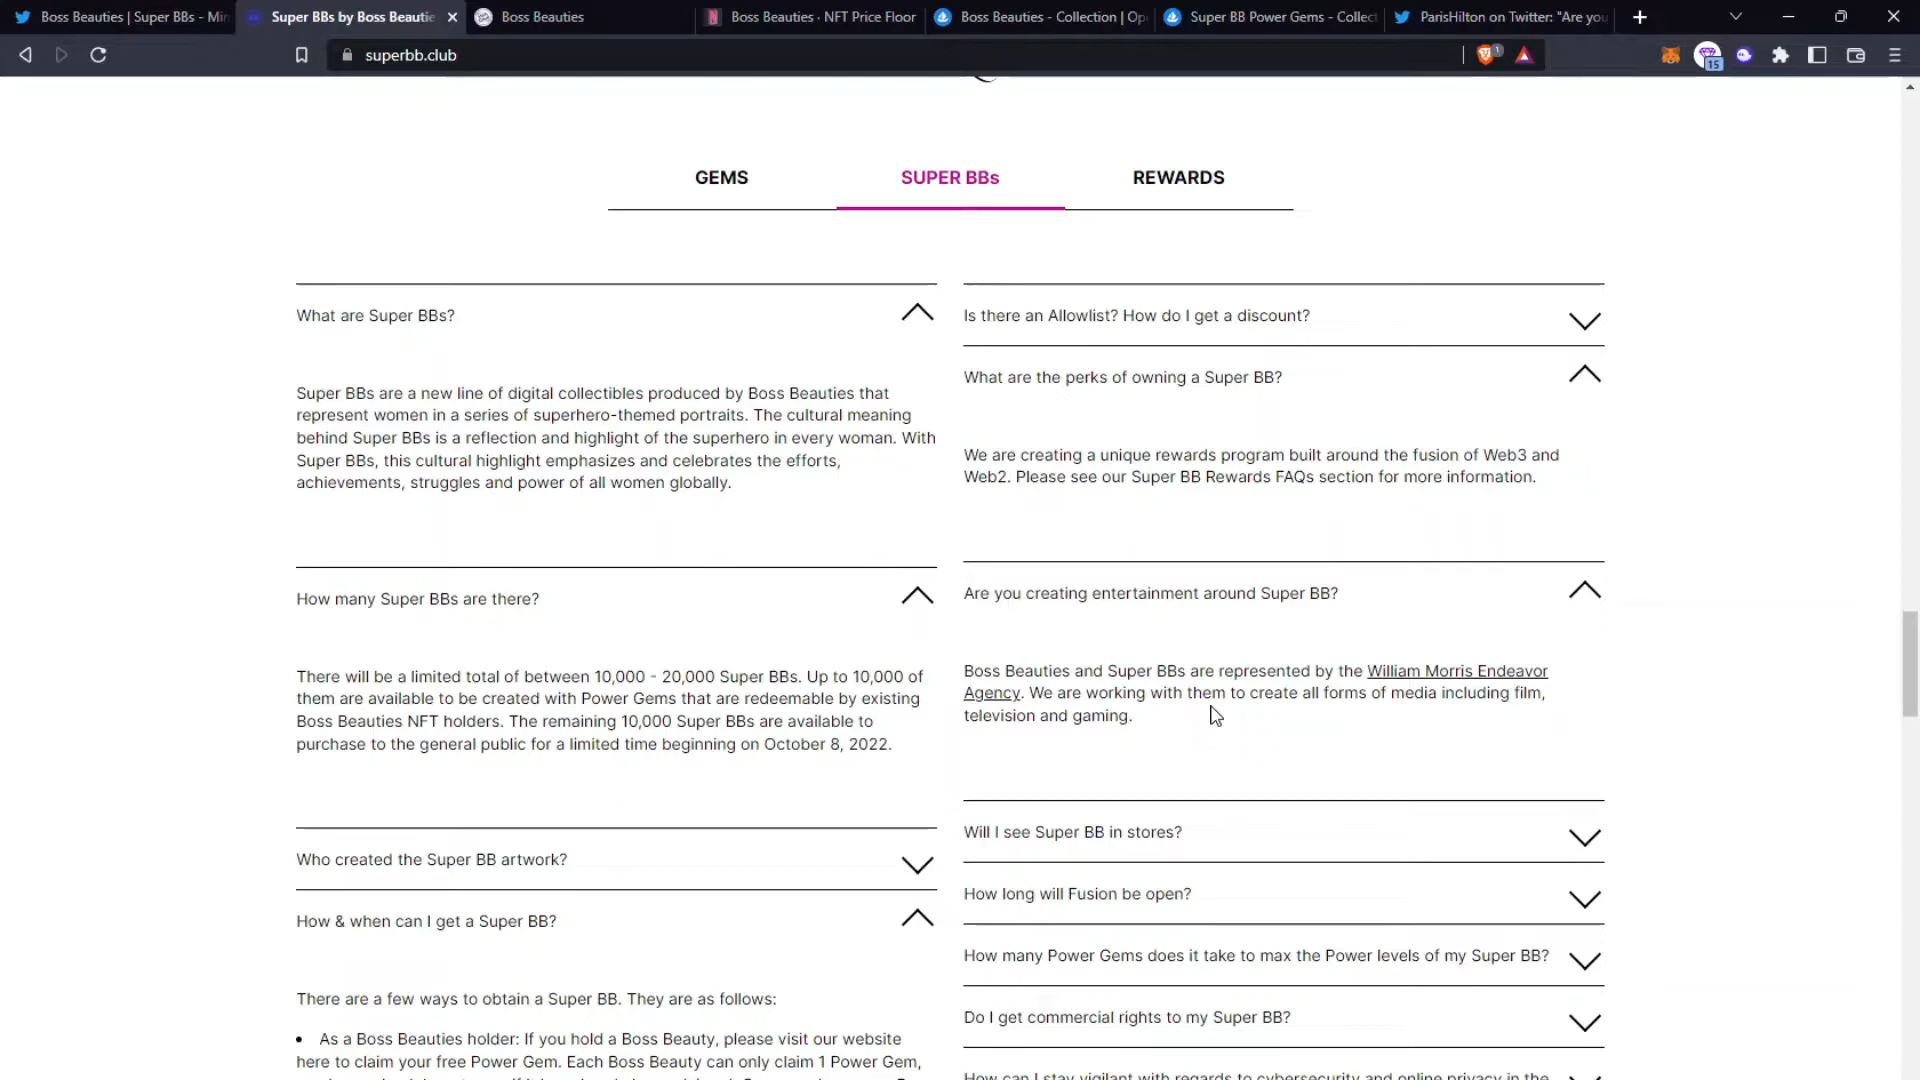 Boss Beauties | Super BBs - Min
Super BBs by Boss Beautie
Boss Beauties
Boss Beauties · NFT Price Floor
Boss Beauties - Collection | Op
Super BB Power Gems - Collect
ParisHilton on Twitter: "Are you
superbb.club
1
15
GEMS
SUPER BBs
REWARDS
What are Super BBs?
Super BBs are a new line of digital collectibles produced by Boss Beauties that
represent women in a series of superhero-themed portraits. The cultural meaning
behind Super BBs is a reflection and highlight of the superhero in every woman. With
Super BBs, this cultural highlight emphasizes and celebrates the efforts,
achievements, struggles and power of all women globally.
How many Super BBs are there?
There will be a limited total of between 10,000 - 20,000 Super BBs. Up to 10,000 of
them are available to be created with Power Gems that are redeemable by existing
Boss Beauties NFT holders. The remaining 10,000 Super BBs are available to
purchase to the general public for a limited time beginning on October 8, 2022.
Who created the Super BB artwork?
How & when can I get a Super BB?
There are a few ways to obtain a Super BB. They are as follows:
• As a Boss Beauties holder: If you hold a Boss Beauty, please visit our website
here to claim your free Power Gem. Each Boss Beauty can only claim 1 Power Gem,
Is there an Allowlist? How do I get a discount?
What are the perks of owning a Super BB?
We are creating a unique rewards program built around the fusion of Web3 and
Web2. Please see our Super BB Rewards FAQs section for more information.
Are you creating entertainment around Super BB?
Boss Beauties and Super BBs are represented by the William Morris Endeavor
Agency. We are working with them to create all forms of media including film,
television and gaming.
Will I see Super BB in stores?
How long will Fusion be open?
How many Power Gems does it take to max the Power levels of my Super BB?
Do I get commercial rights to my Super BB?
How can I stay vigilant with regards to cybersecurity and online privacy in the